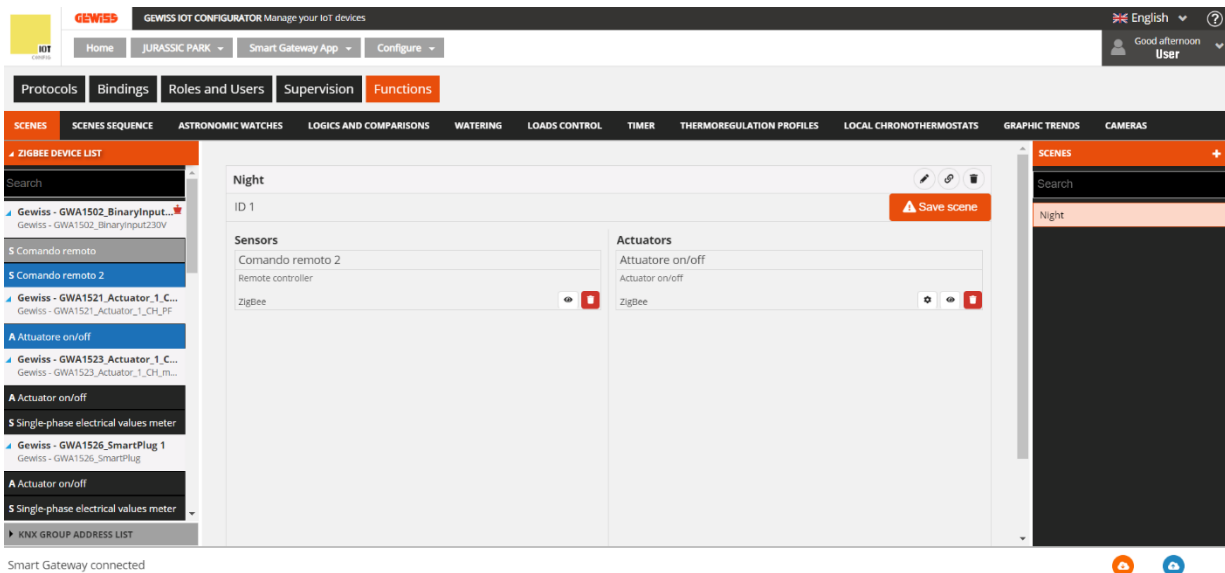 GEWISS GEWISS IOT CONFIGURATOR Manage your IoT devices English ?
IOT
Home JURASSIC PARK Smart Gateway App Configure Good afternoon
User
Protocols Bindings Roles and Users Supervision Functions
SCENES SCENES SEQUENCE ASTRONOMIC WATCHES LOGICS AND COMPARISONS WATERING LOADS CONTROL TIMER THERMOREGULATION PROFILES LOCAL CHRONOTHERMOSTATS GRAPHIC TRENDS CAMERAS
ZIGBEE DEVICE LIST
Search
Gewiss - GWA1502_BinaryInput...
Gewiss - GWA1502_BinaryInput230V
S Comando remoto
S Comando remoto 2
Gewiss - GWA1521_Actuator_1_C...
Gewiss - GWA1521_Actuator_1_CH_PF
A Attuatore on/off
Gewiss - GWA1523_Actuator_1_C...
Gewiss - GWA1523_Actuator_1_CH_m...
A Actuator on/off
S Single-phase electrical values meter
Gewiss - GWA1526_SmartPlug 1
Gewiss - GWA1526_SmartPlug
A Actuator on/off
S Single-phase electrical values meter
KNX GROUP ADDRESS LIST
Night
ID 1
Save scene
Sensors
Comando remoto 2
Remote controller
ZigBee
Actuators
Attuatore on/off
Actuator on/off
ZigBee
SCENES +
Search
Night
Smart Gateway connected